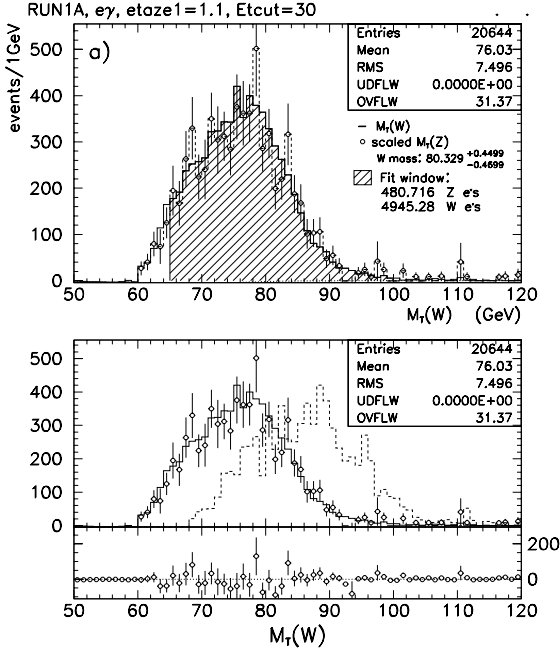 RUN1A, eγ, etaze1=1.1, Etcut=30
a)
events/1GeV
500
400
300
200
100
0
Entries 20644
Mean 76.03
RMS 7.496
UDFLW 0.0000E+00
OVFLW 31.37
M_T(W)
scaled M_T(Z)
W mass: 80.329 +0.4499 −0.4699
Fit window:
480.716 Z e's
4945.28 W e's
50 60 70 80 90 100 110 120
M_T(W) (GeV)
500
400
300
200
100
0
Entries 20644
Mean 76.03
RMS 7.496
UDFLW 0.0000E+00
OVFLW 31.37
200
0
50 60 70 80 90 100 110 120
M_T(W)